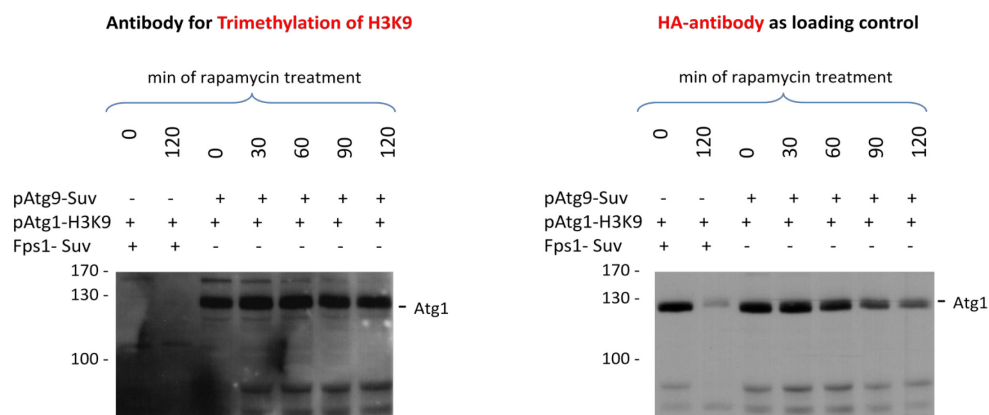 Antibody for Trimethylation of H3K9
min of rapamycin treatment
0 120 0 30 60 90 120
pAtg9-Suv - - + + + + +
pAtg1-H3K9 + + + + + + +
Fps1- Suv + + - - - - -
170 -
130 -
100 -
- Atg1
HA-antibody as loading control
min of rapamycin treatment
0 120 0 30 60 90 120
pAtg9-Suv - - + + + + +
pAtg1-H3K9 + + + + + + +
Fps1- Suv + + - - - - -
170 -
130 -
100 -
- Atg1